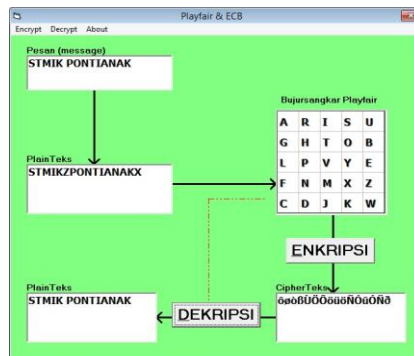 Playfair & ECB
Encrypt Decrypt About
Pesan (message)
STMIK PONTIANAK
Bujursangkar Playfair
A R I S U
G H T O B
L P V Y E
F N M X Z
C D J K W
PlainTeks
STMIKZPONTIANAKX
ENKRIPSI
PlainTeks
STMIK PONTIANAK
DEKRIPSI
CipherTeks